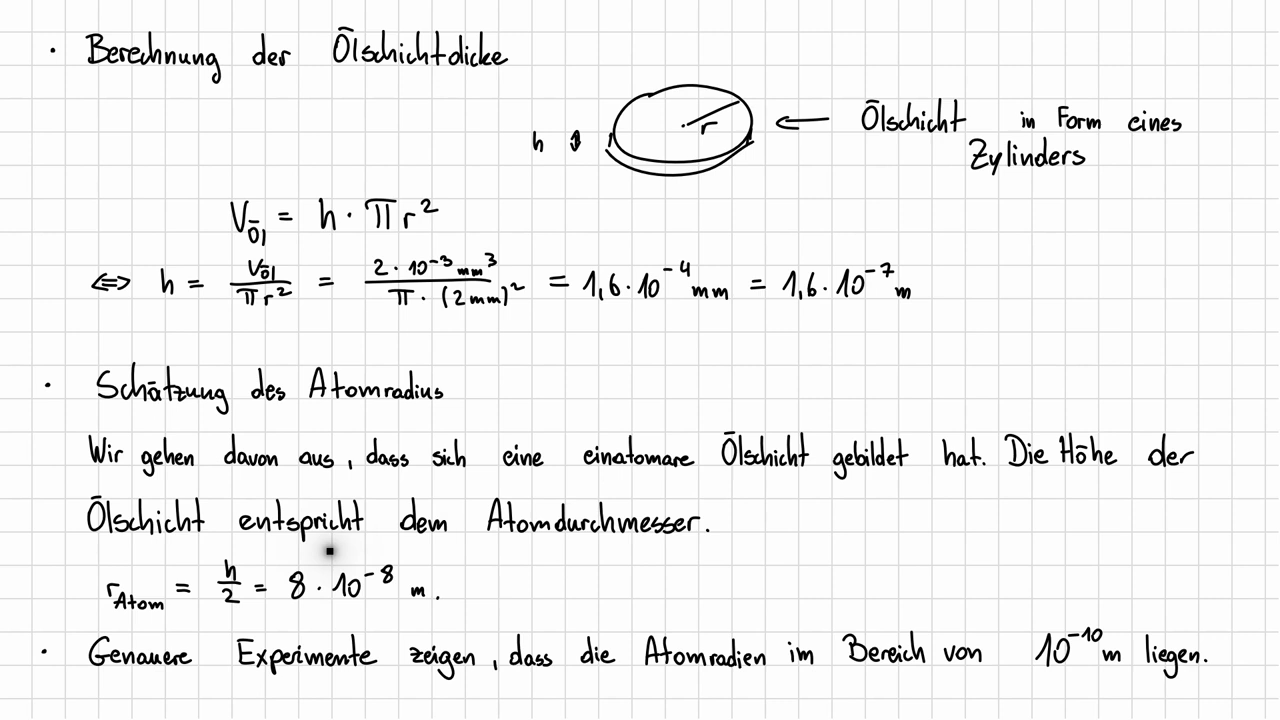 · Berechnung der Ölschichtdicke
h r ← Ölschicht in Form eines
Zylinders
V_Öl = h · π r²
⇔ h = V_Öl / (π r²) = (2 · 10⁻³ mm³) / (π · (2mm)²) = 1,6 · 10⁻⁴ mm = 1,6 · 10⁻⁷ m
· Schätzung des Atomradius
Wir gehen davon aus, dass sich eine einatomare Ölschicht gebildet hat. Die Höhe der
Ölschicht entspricht dem Atomdurchmesser.
r_Atom = h/2 = 8 · 10⁻⁸ m.
· Genauere Experimente zeigen, dass die Atomradien im Bereich von 10⁻¹⁰ m liegen.